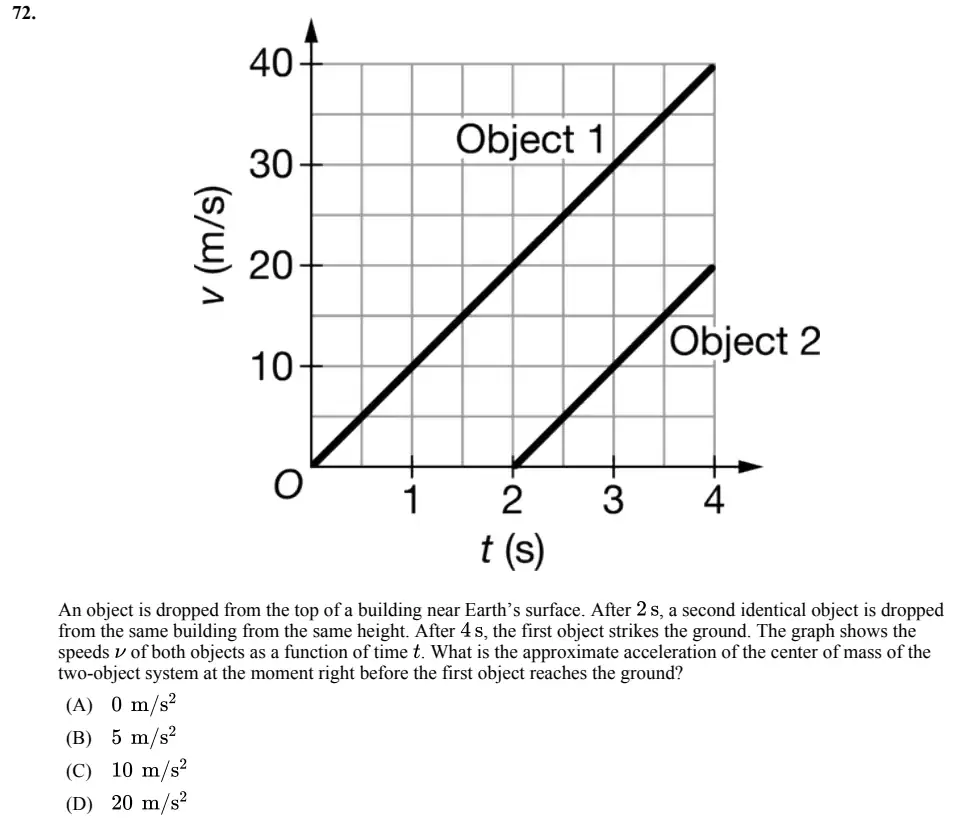 72.
40
Object 1
30
v (m/s)
20
Object 2
10
O
1 2 3 4
t (s)
An object is dropped from the top of a building near Earth’s surface. After 2 s, a second identical object is dropped
from the same building from the same height. After 4 s, the first object strikes the ground. The graph shows the
speeds ν of both objects as a function of time t. What is the approximate acceleration of the center of mass of the
two-object system at the moment right before the first object reaches the ground?
(A) 0 m/s²
(B) 5 m/s²
(C) 10 m/s²
(D) 20 m/s²